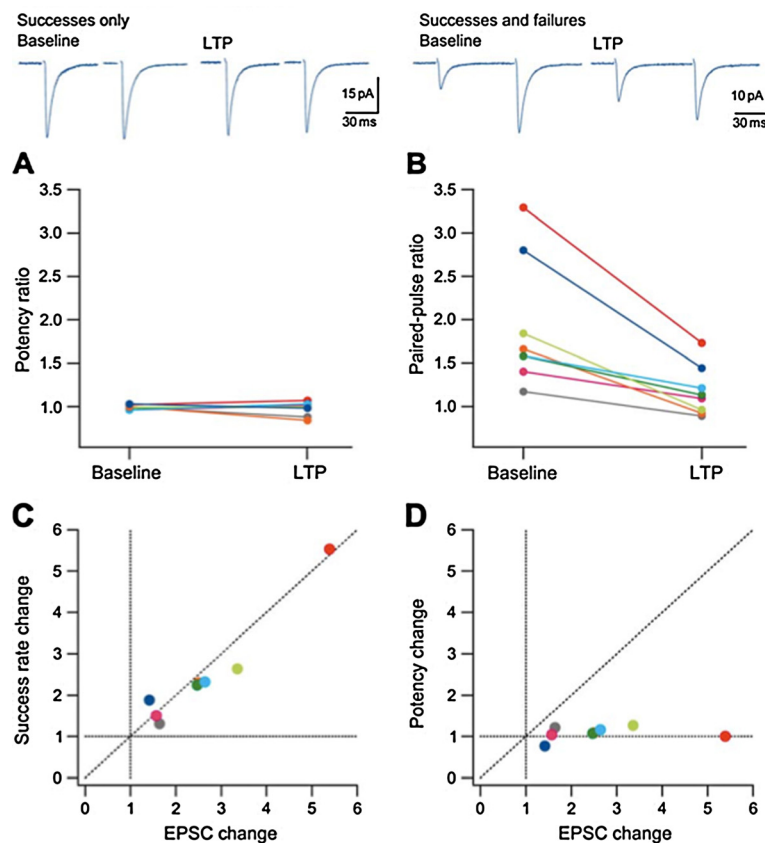 Successes only
Baseline LTP
15 pA
30 ms
Successes and failures
Baseline LTP
10 pA
30 ms
A
3.5
3.0
2.5
2.0
1.5
1.0
Potency ratio
Baseline LTP
B
3.5
3.0
2.5
2.0
1.5
1.0
Paired-pulse ratio
Baseline LTP
C
6
5
4
3
2
1
0
Success rate change
0 1 2 3 4 5 6
EPSC change
D
6
5
4
3
2
1
0
Potency change
0 1 2 3 4 5 6
EPSC change